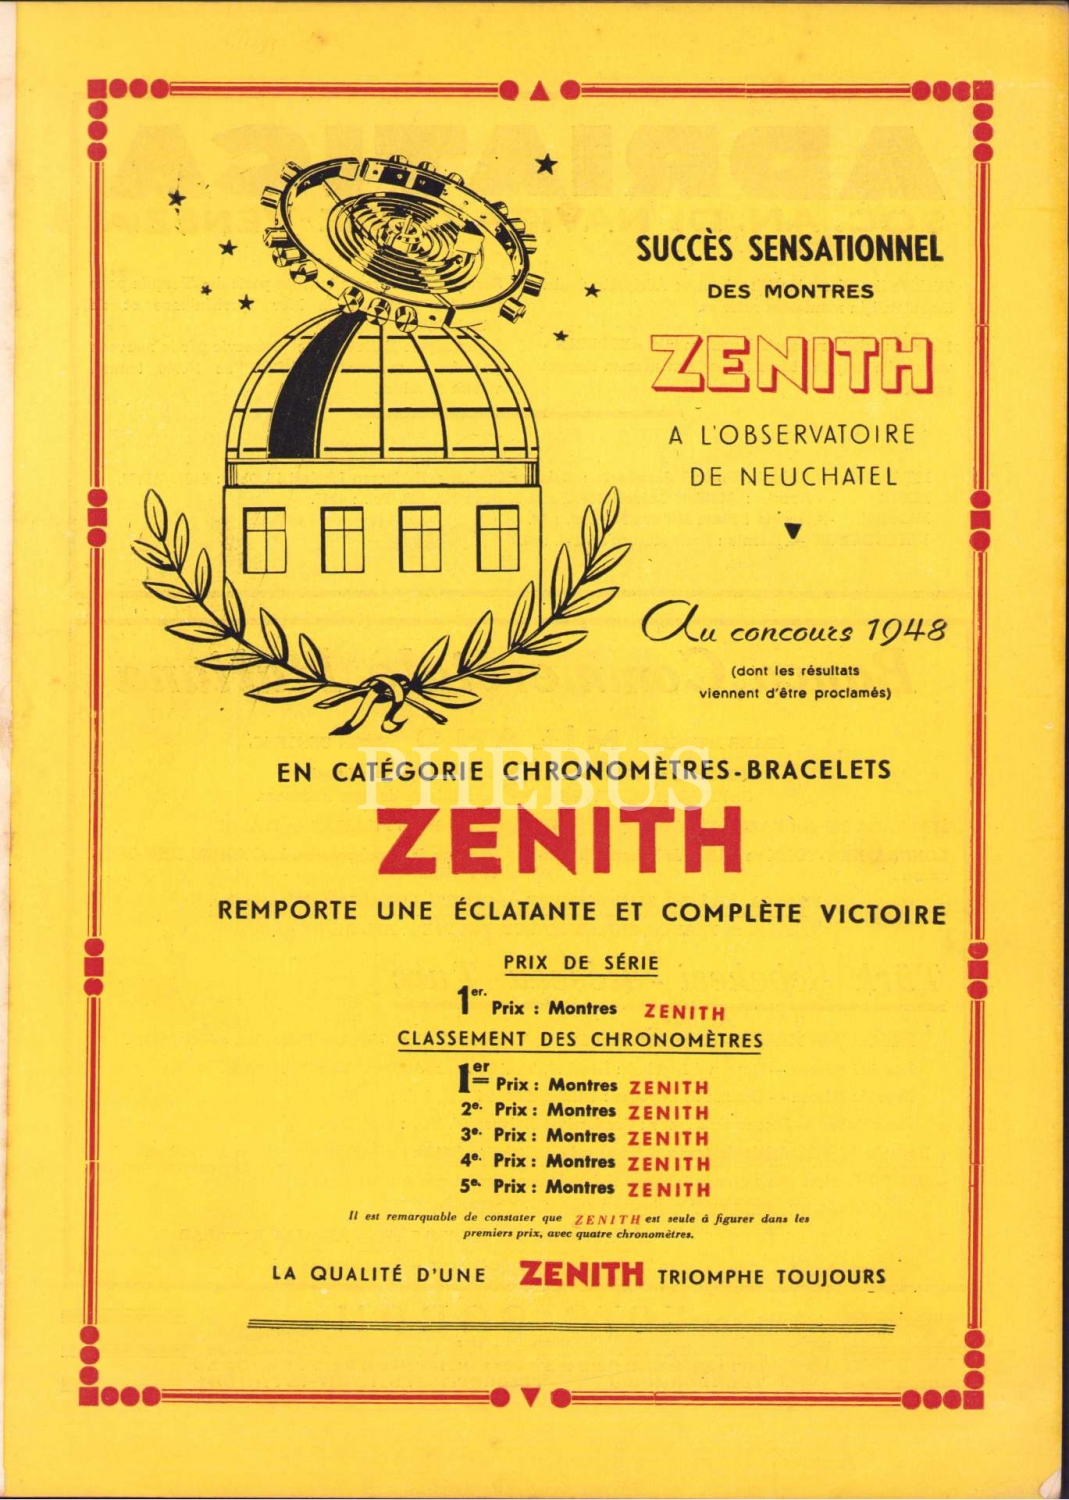 SUCCÈS SENSATIONNEL
DES MONTRES
ZENITH
A L'OBSERVATOIRE
DE NEUCHATEL
Au concours 1948
(dont les résultats
viennent d'être proclamés)
EN CATÉGORIE CHRONOMÈTRES-BRACELETS
PHEBUS
ZENITH
REMPORTE UNE ÉCLATANTE ET COMPLÈTE VICTOIRE
PRIX DE SÉRIE
1er. Prix : Montres ZENITH
CLASSEMENT DES CHRONOMÈTRES
1er Prix : Montres ZENITH
2e. Prix : Montres ZENITH
3e. Prix : Montres ZENITH
4e. Prix : Montres ZENITH
5e. Prix : Montres ZENITH
Il est remarquable de constater que ZENITH est seule à figurer dans les
premiers prix, avec quatre chronomètres.
LA QUALITÉ D'UNE ZENITH TRIOMPHE TOUJOURS